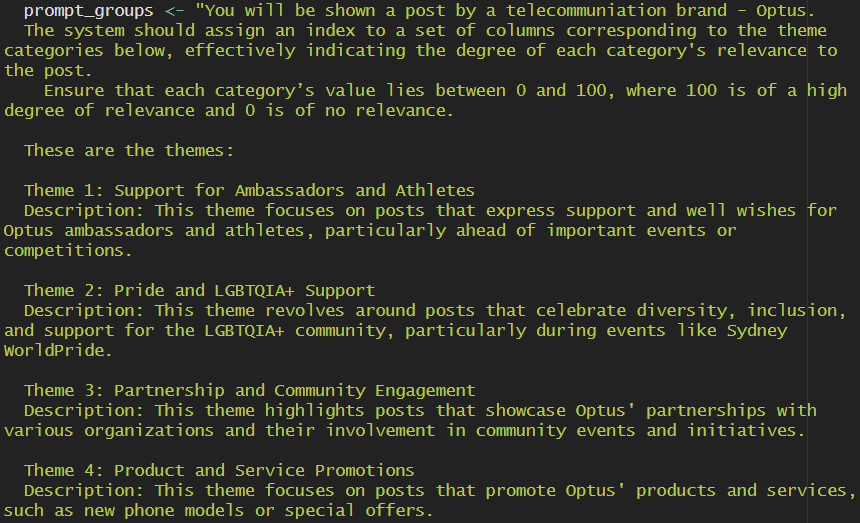 prompt_groups <- "You will be shown a post by a telecommuniation brand - Optus.
The system should assign an index to a set of columns corresponding to the theme
categories below, effectively indicating the degree of each category's relevance to
the post.
Ensure that each category’s value lies between 0 and 100, where 100 is of a high
degree of relevance and 0 is of no relevance.
These are the themes:
Theme 1: Support for Ambassadors and Athletes
Description: This theme focuses on posts that express support and well wishes for
Optus ambassadors and athletes, particularly ahead of important events or
competitions.
Theme 2: Pride and LGBTQIA+ Support
Description: This theme revolves around posts that celebrate diversity, inclusion,
and support for the LGBTQIA+ community, particularly during events like Sydney
WorldPride.
Theme 3: Partnership and Community Engagement
Description: This theme highlights posts that showcase Optus' partnerships with
various organizations and their involvement in community events and initiatives.
Theme 4: Product and Service Promotions
Description: This theme focuses on posts that promote Optus' products and services,
such as new phone models or special offers.